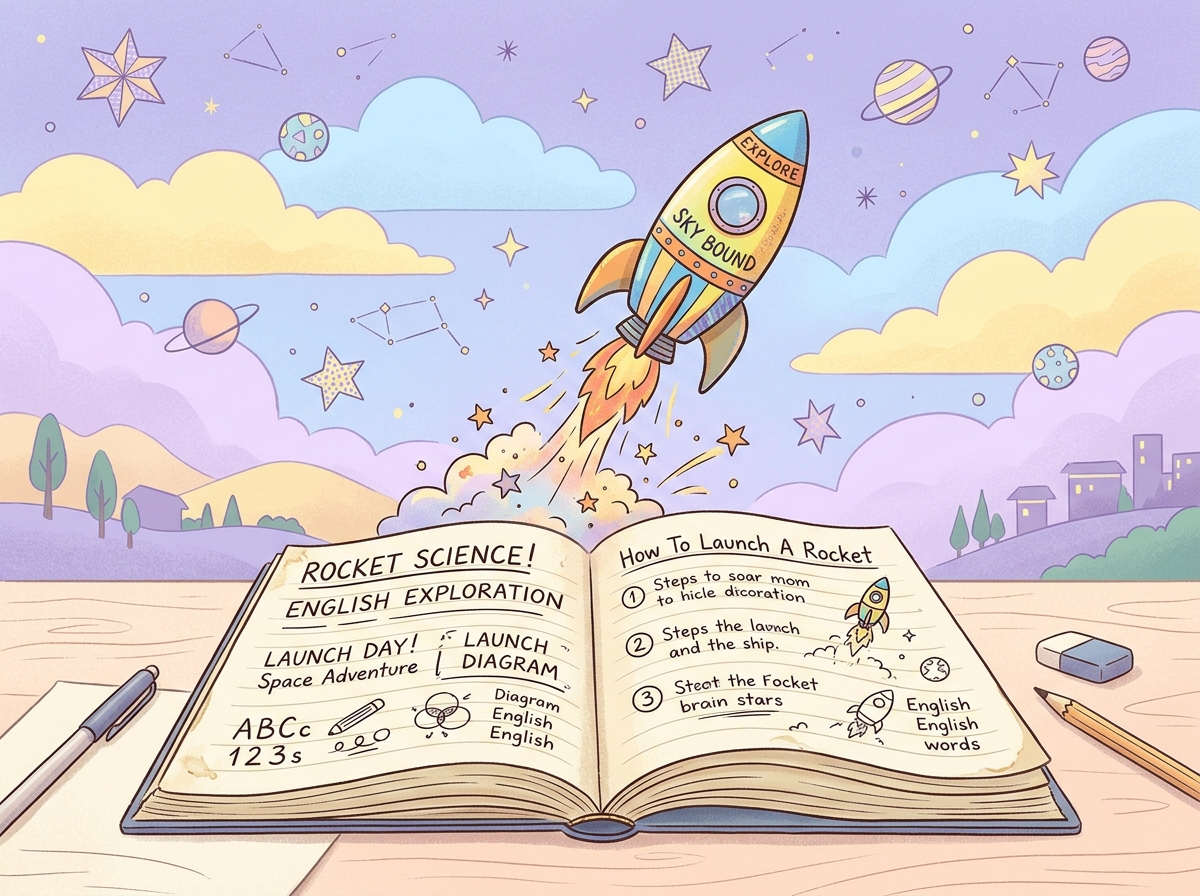 EXPLORE
SKY BOUND
ROCKET SCIENCE!
ENGLISH EXPLORATION
LAUNCH DAY!
Space Adventure
LAUNCH
DIAGRAM
ABCc
123s
Diagram
English
English
How To Launch A Rocket
1 Steps to soar mom
to hicle dicoration
2 Steps the launch
and the ship.
3 Steot the Focket
brain stars
English
English
words